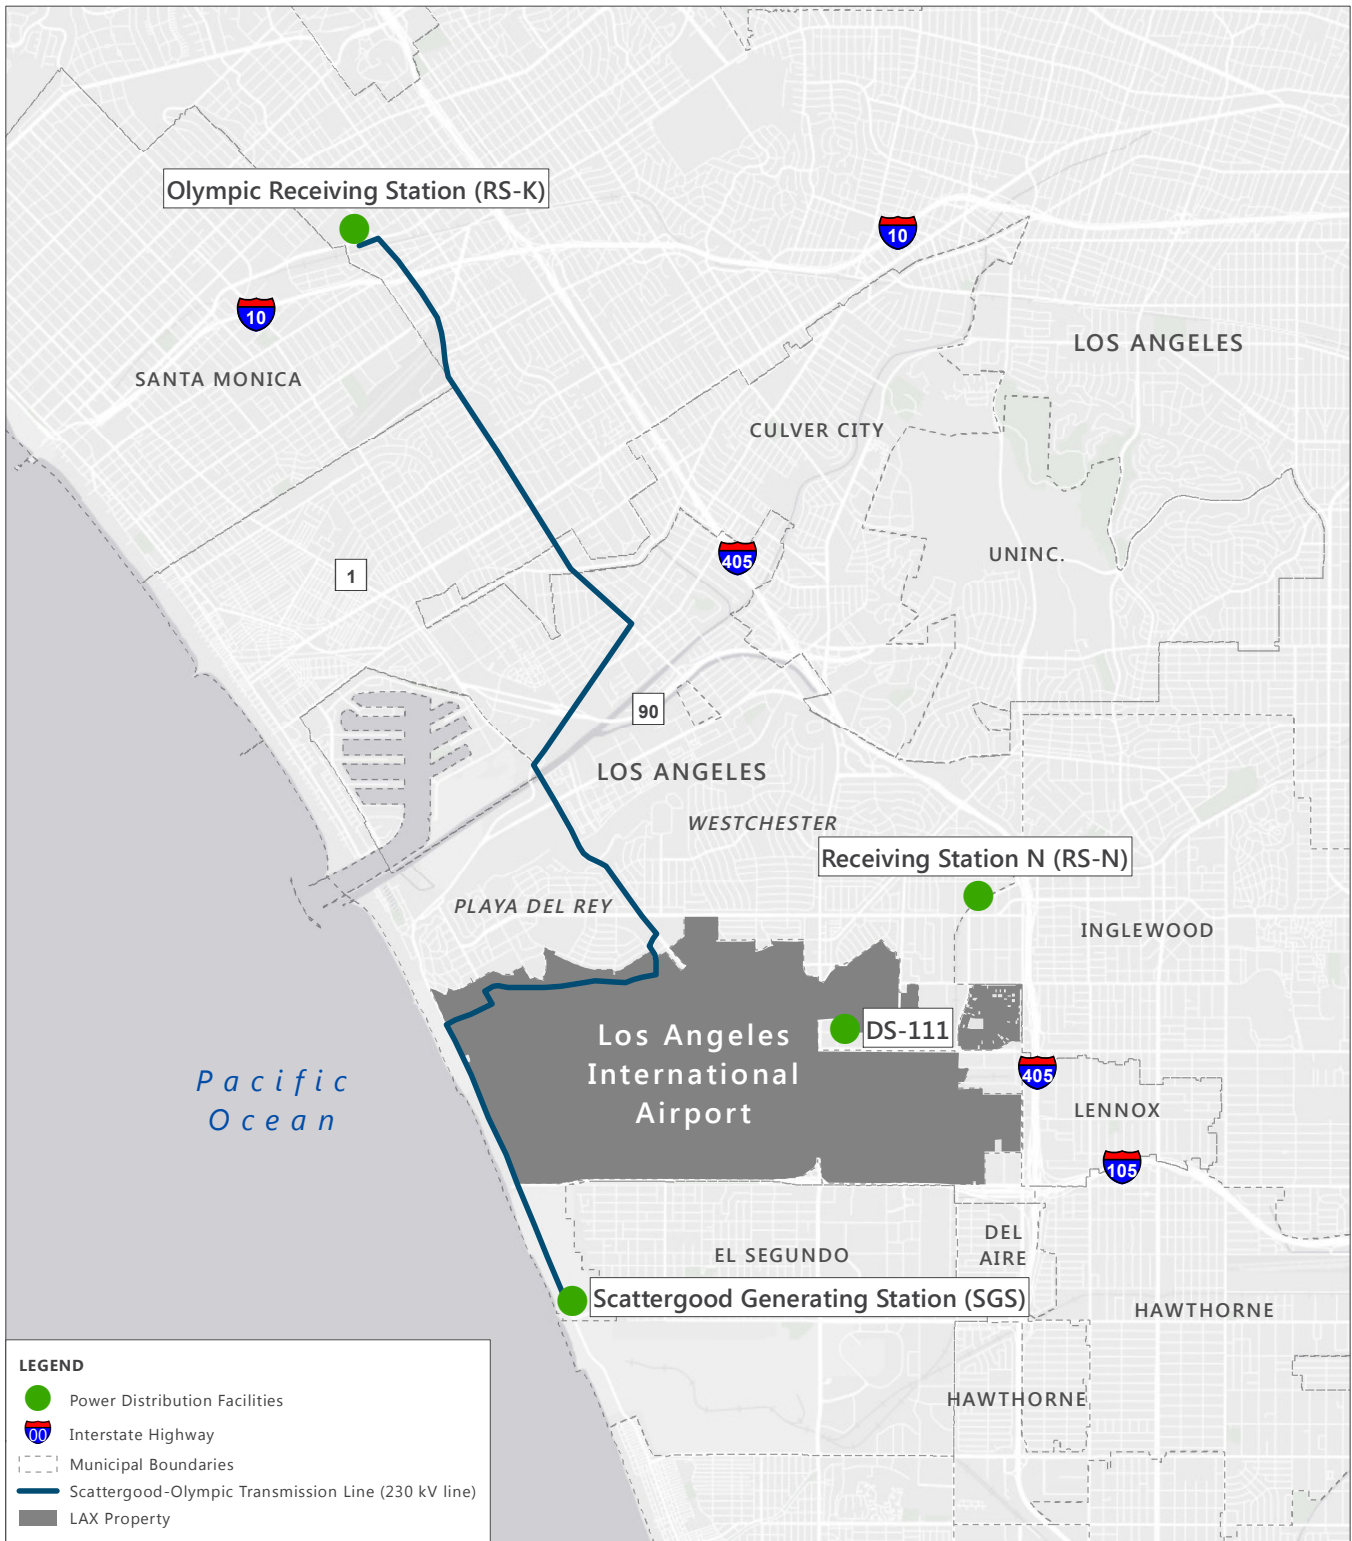 Olympic Receiving Station (RS-K)
10
10
LOS ANGELES
SANTA MONICA
CULVER CITY
405
UNINC.
1
90
LOS ANGELES
WESTCHESTER
Receiving Station N (RS-N)
PLAYA DEL REY
INGLEWOOD
DS-111
Los Angeles
International
Airport
405
Pacific
Ocean
LENNOX
105
DEL
AIRE
EL SEGUNDO
Scattergood Generating Station (SGS)
HAWTHORNE
HAWTHORNE
LEGEND
Power Distribution Facilities
00
Interstate Highway
Municipal Boundaries
Scattergood-Olympic Transmission Line (230 kV line)
LAX Property